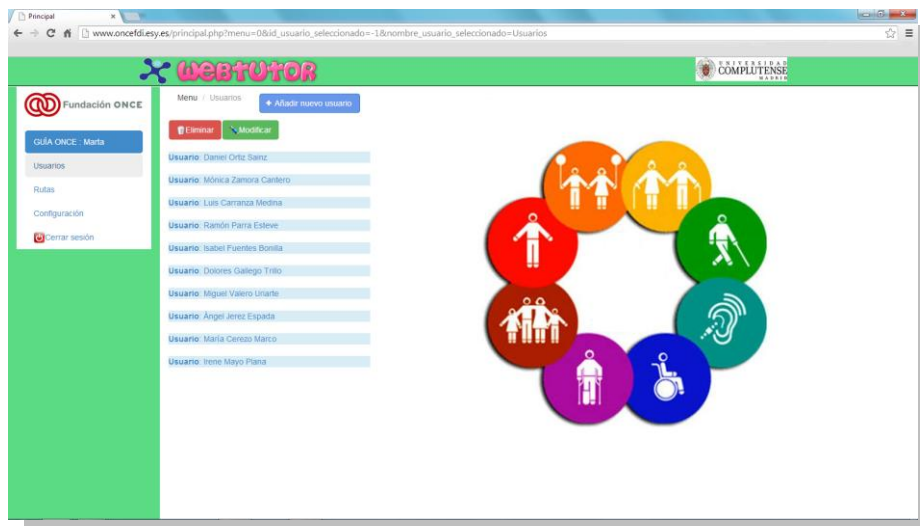 Principal
www.oncefdi.esy.es/principal.php?menu=0&id_usuario_seleccionado=-1&nombre_usuario_seleccionado=Usuarios
WEBTUTOR
UNIVERSIDAD
COMPLUTENSE
MADRID
Fundación ONCE
Menu / Usuarios
+ Añadir nuevo usuario
GUÍA ONCE : Marta
Usuarios
Rutas
Configuración
Cerrar sesión
Eliminar
Modificar
Usuario: Daniel Ortiz Sainz
Usuario: Mónica Zamora Cantero
Usuario: Luis Carranza Medina
Usuario: Ramón Parra Esteve
Usuario: Isabel Fuentes Bonilla
Usuario: Dolores Gallego Trillo
Usuario: Miguel Valero Uriarte
Usuario: Ángel Jerez Espada
Usuario: María Cerezo Marco
Usuario: Irene Mayo Plana